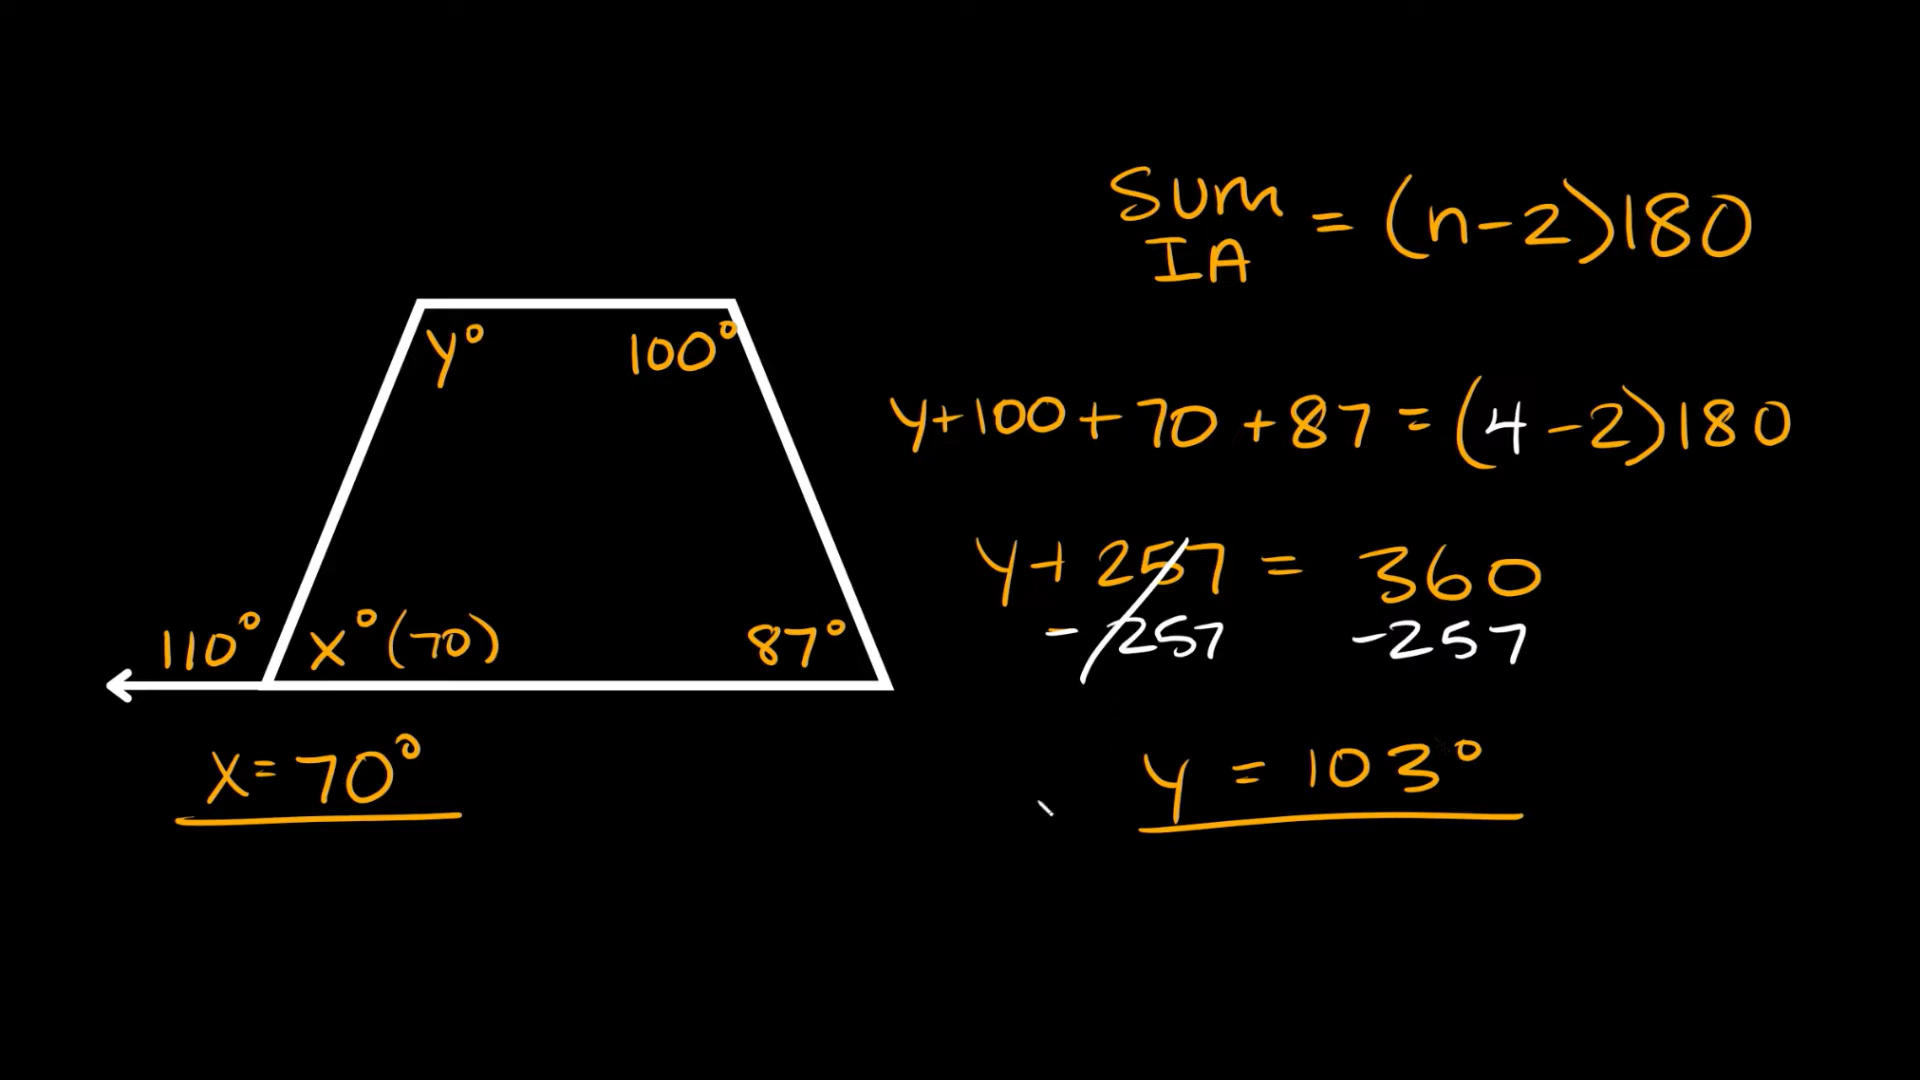 SUM
IA = (n-2)180
y° 100°
y+100+70+87=(4-2)180
y+257 = 360
-257 -257
110° x°(70) 87°
x=70°
y = 103°